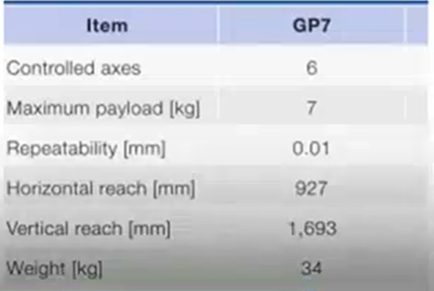 Item GP7
Controlled axes 6
Maximum payload [kg] 7
Repeatability [mm] 0.01
Horizontal reach [mm] 927
Vertical reach [mm] 1,693
Weight [kg] 34